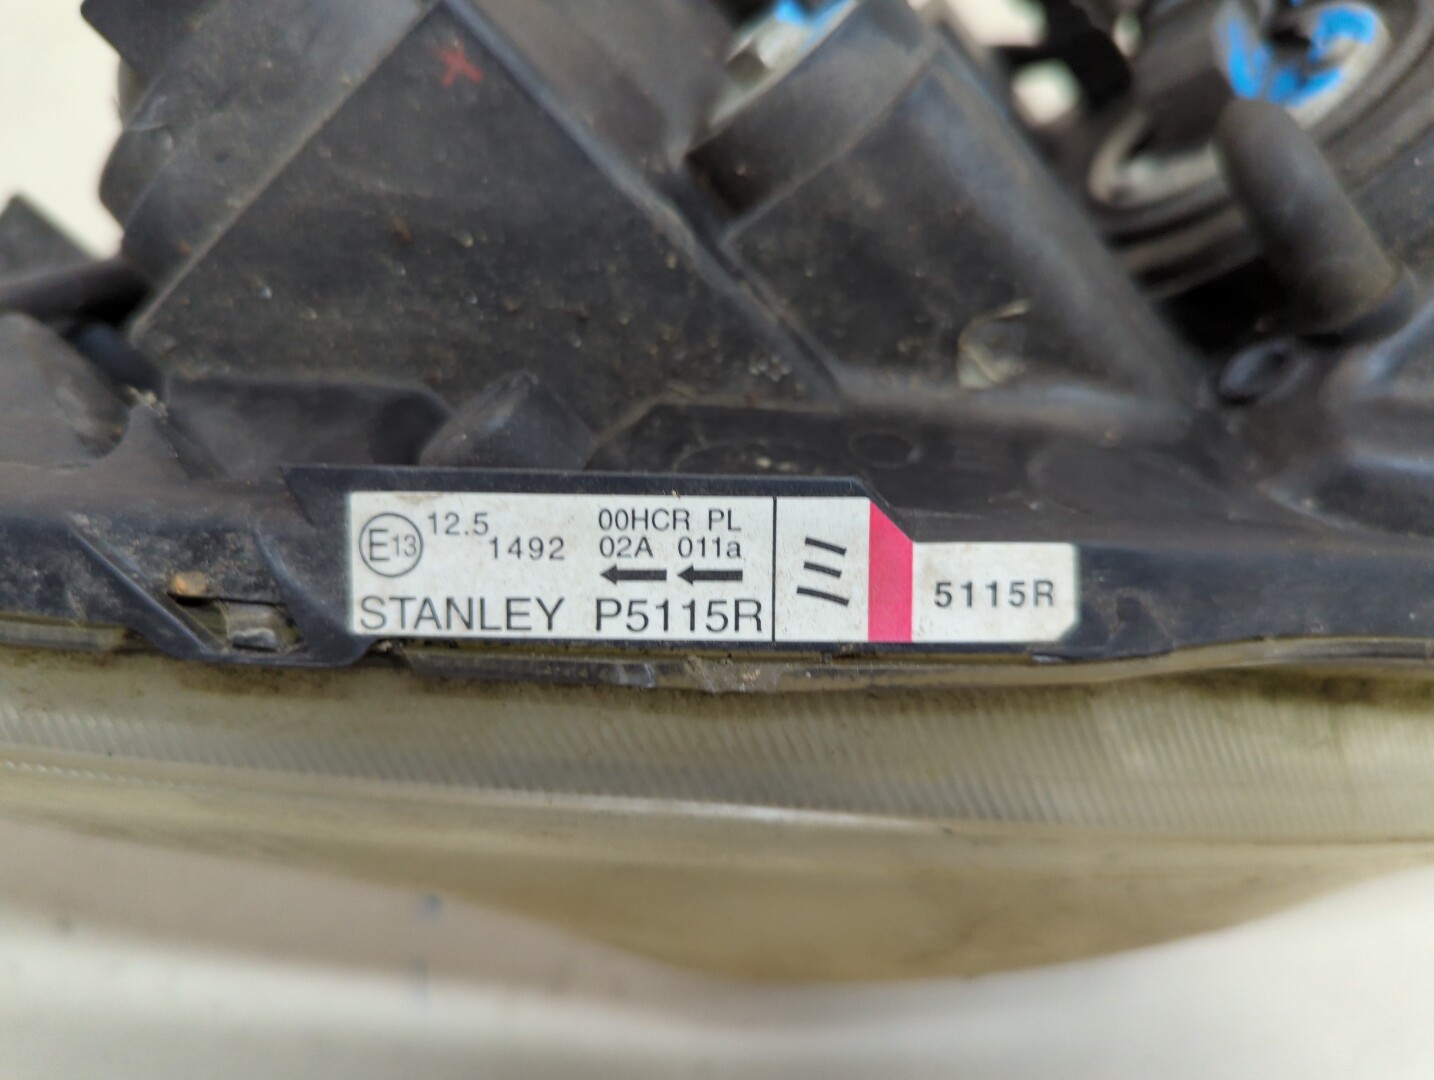 E13 12.5 00HCR PL
1492 02A 011a
STANLEY P5115R
5115R